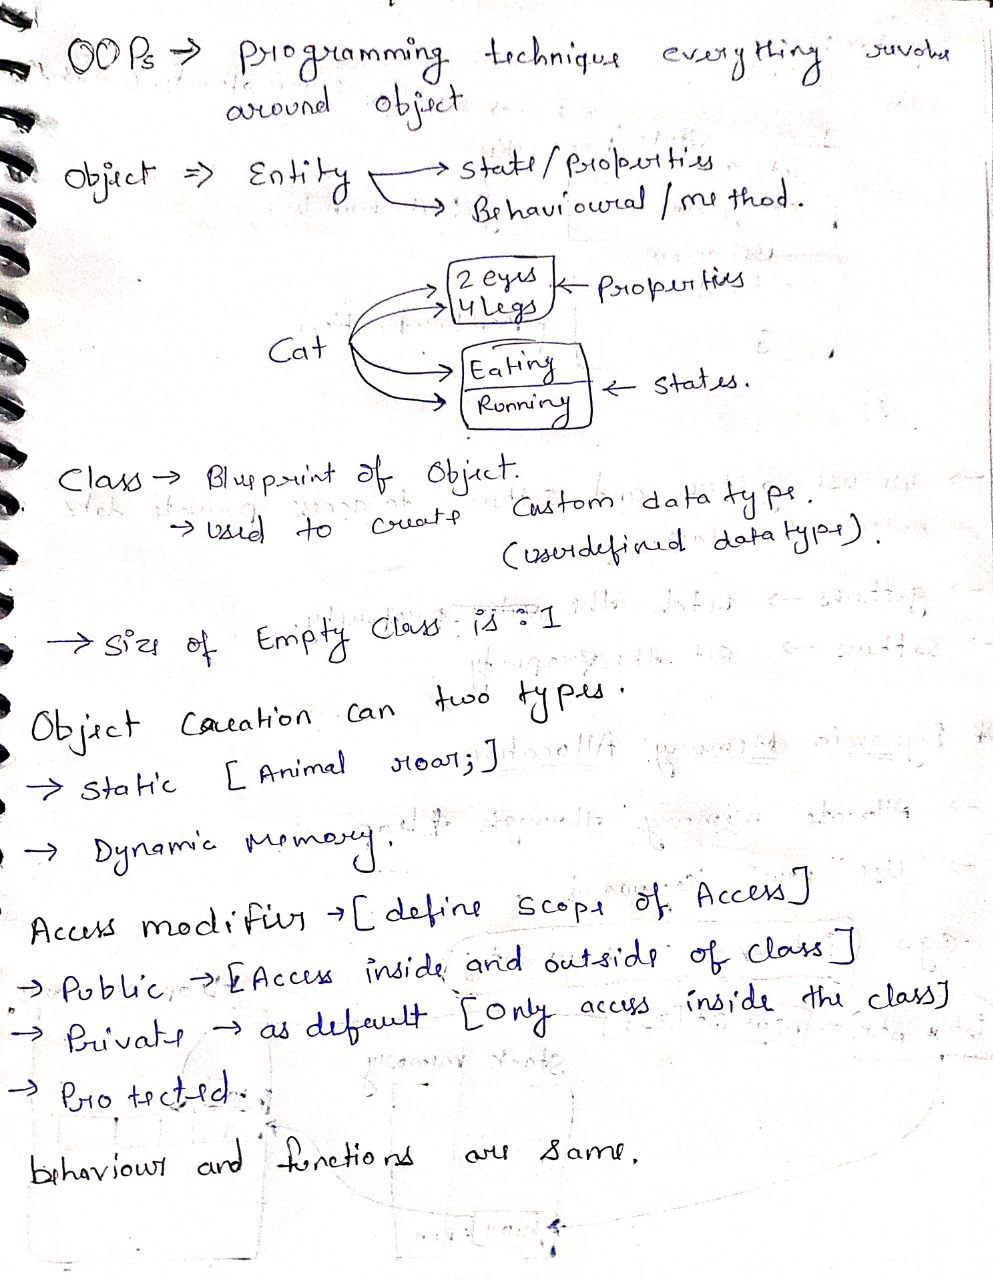 OOPs → Programming technique everything revolve
around object
Object ⇒ Entity → State/Properties
→ Behavioural/method.
2 eyes
4 legs
← Properties
Cat
Eating
Running
← States.
Class → Blueprint of Object.
→ used to create Custom data type.
(userdefined data type).
→ Size of Empty Class is : 1
Object Careation can two types.
→ Static [Animal roar;]
→ Dynamic Memory.
Access modifier → [define scope of Access]
→ Public, → [Access inside and outside of class]
→ Private → as default [Only access inside the class]
→ Protected.
behaviour and functions are same.